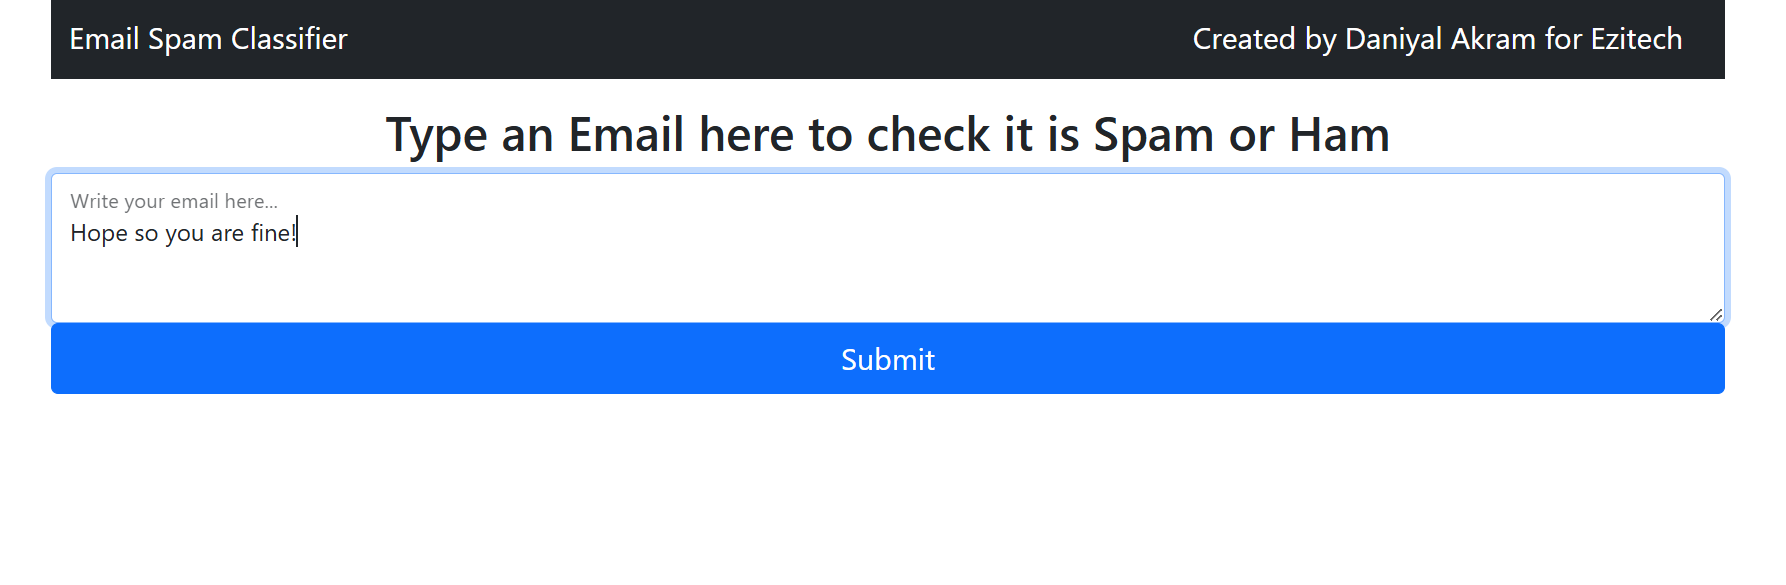 Email Spam Classifier
Created by Daniyal Akram for Ezitech
Type an Email here to check it is Spam or Ham
Write your email here...
Hope so you are fine!
Submit